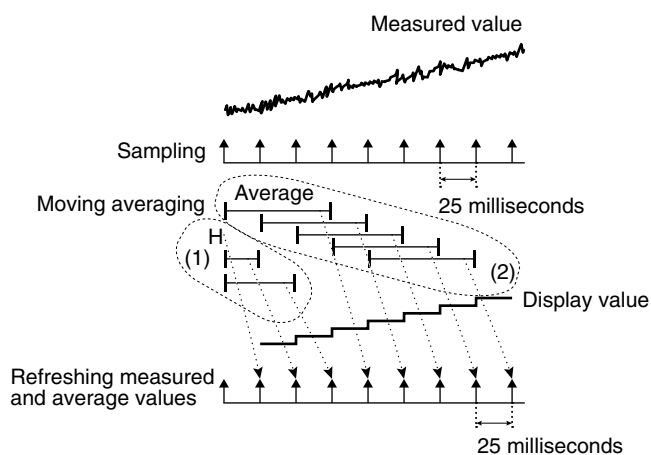 Measured value
Sampling
25 milliseconds
Moving averaging
Average
H
(1)
(2)
Display value
Refreshing measured
and average values
25 milliseconds